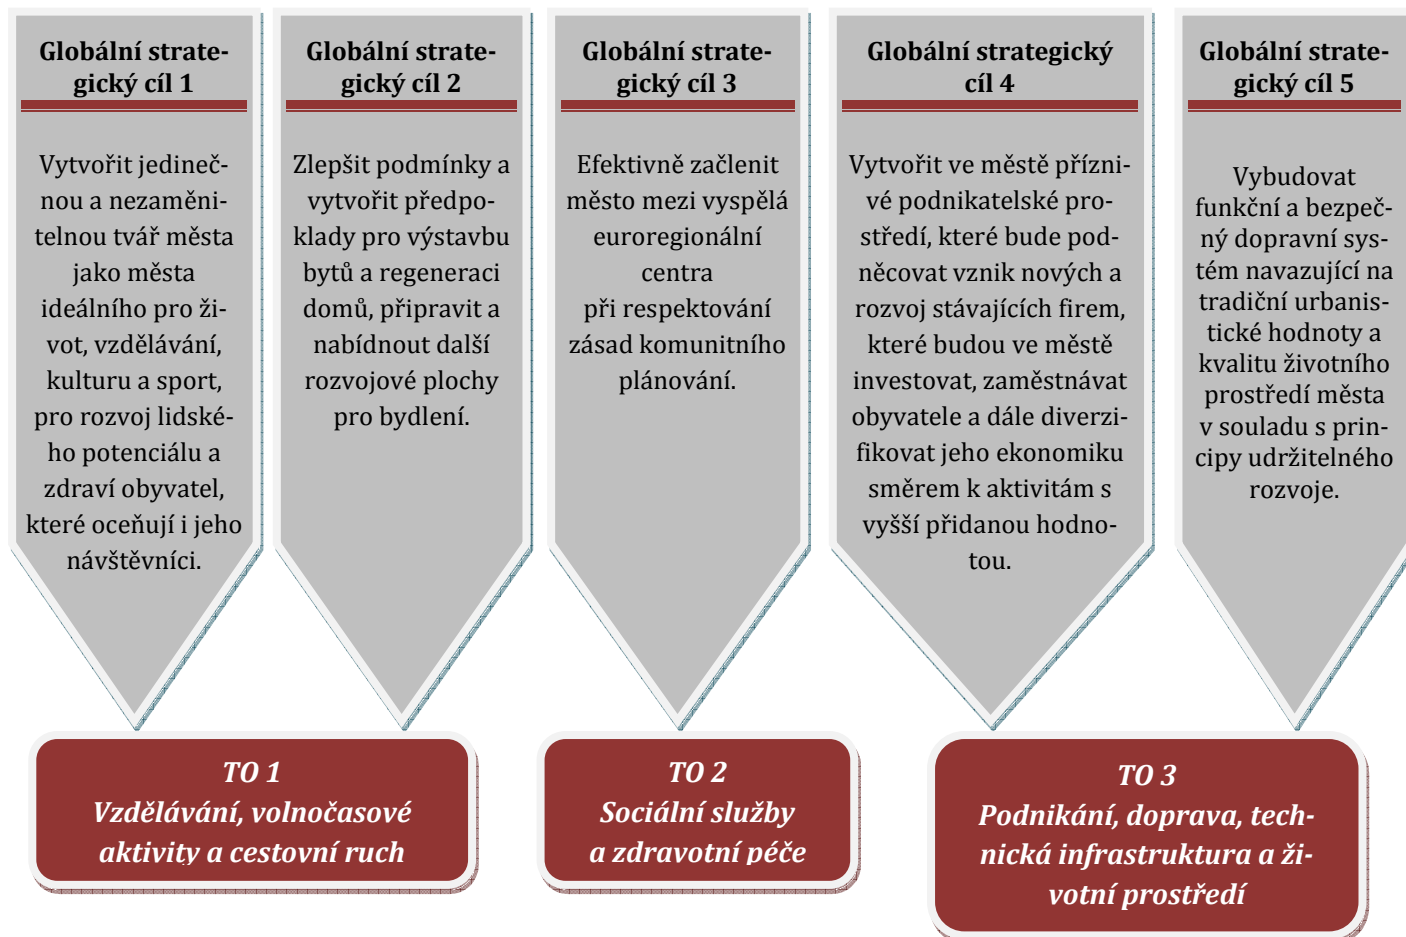 Globální strate-
gický cíl 1
Vytvořit jedineč-
nou a nezaměni-
telnou tvář města
jako města
ideálního pro ži-
vot, vzdělávání,
kulturu a sport,
pro rozvoj lidské-
ho potenciálu a
zdraví obyvatel,
které oceňují i jeho
návštěvníci.
Globální strate-
gický cíl 2
Zlepšit podmínky a
vytvořit předpo-
klady pro výstavbu
bytů a regeneraci
domů, připravit a
nabídnout další
rozvojové plochy
pro bydlení.
Globální strate-
gický cíl 3
Efektivně začlenit
město mezi vyspělá
euroregionální
centra
při respektování
zásad komunitního
plánování.
Globální strategický
cíl 4
Vytvořit ve městě přízni-
vé podnikatelské pro-
středí, které bude pod-
něcovat vznik nových a
rozvoj stávajících firem,
které budou ve městě
investovat, zaměstnávat
obyvatele a dále diverzi-
fikovat jeho ekonomiku
směrem k aktivitám s
vyšší přidanou hodno-
tou.
Globální strate-
gický cíl 5
Vybudovat
funkční a bezpeč-
ný dopravní sys-
tém navazující na
tradiční urbanis-
tické hodnoty a
kvalitu životního
prostředí města
v souladu s prin-
cipy udržitelného
rozvoje.
TO 1
Vzdělávání, volnočasové
aktivity a cestovní ruch
TO 2
Sociální služby
a zdravotní péče
TO 3
Podnikání, doprava, tech-
nická infrastruktura a ži-
votní prostředí